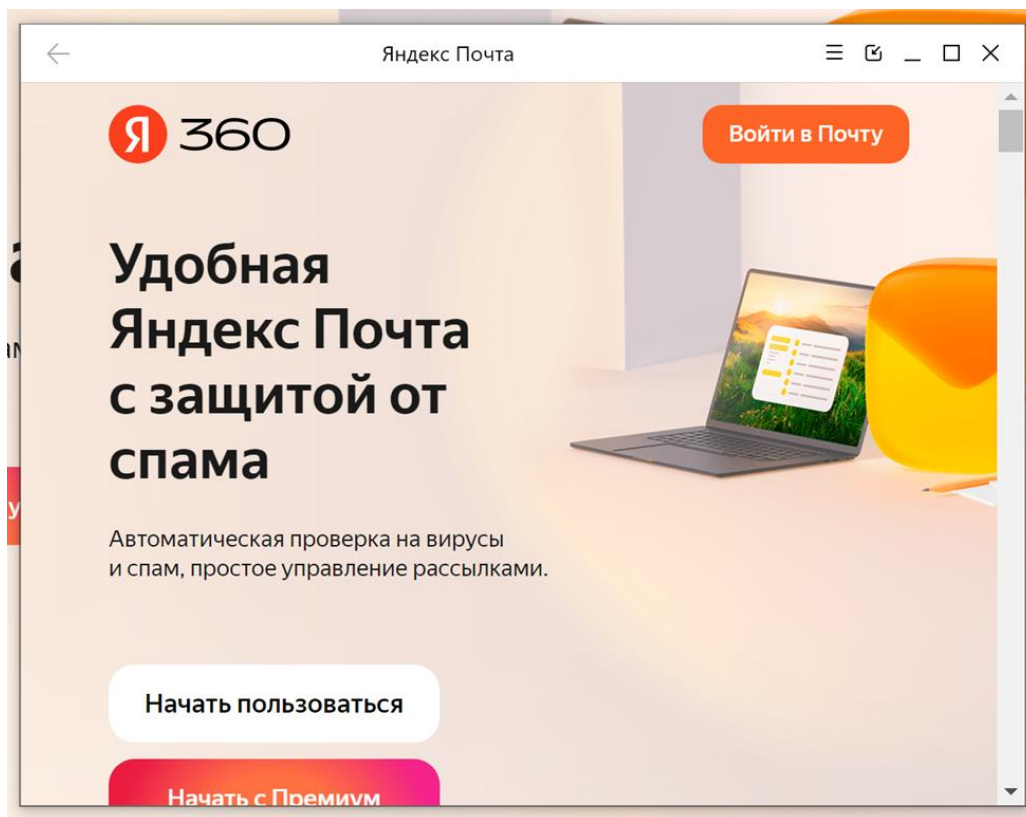 Яндекс Почта
Я 360
Войти в Почту
Удобная
Яндекс Почта
с защитой от
спама
Автоматическая проверка на вирусы
и спам, простое управление рассылками.
Начать пользоваться
Начать с Премиум